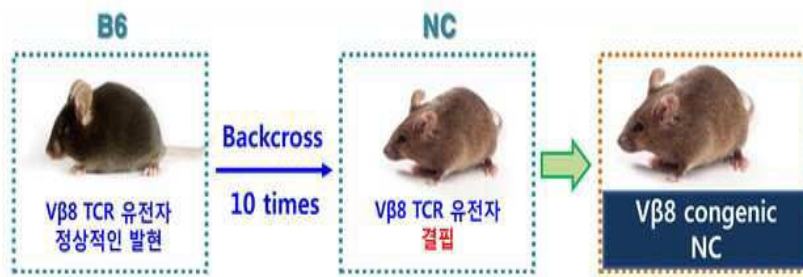 B6
NC
Vβ8 TCR 유전자
정상적인 발현
Backcross
10 times
Vβ8 TCR 유전자
결핍
Vβ8 congenic
NC